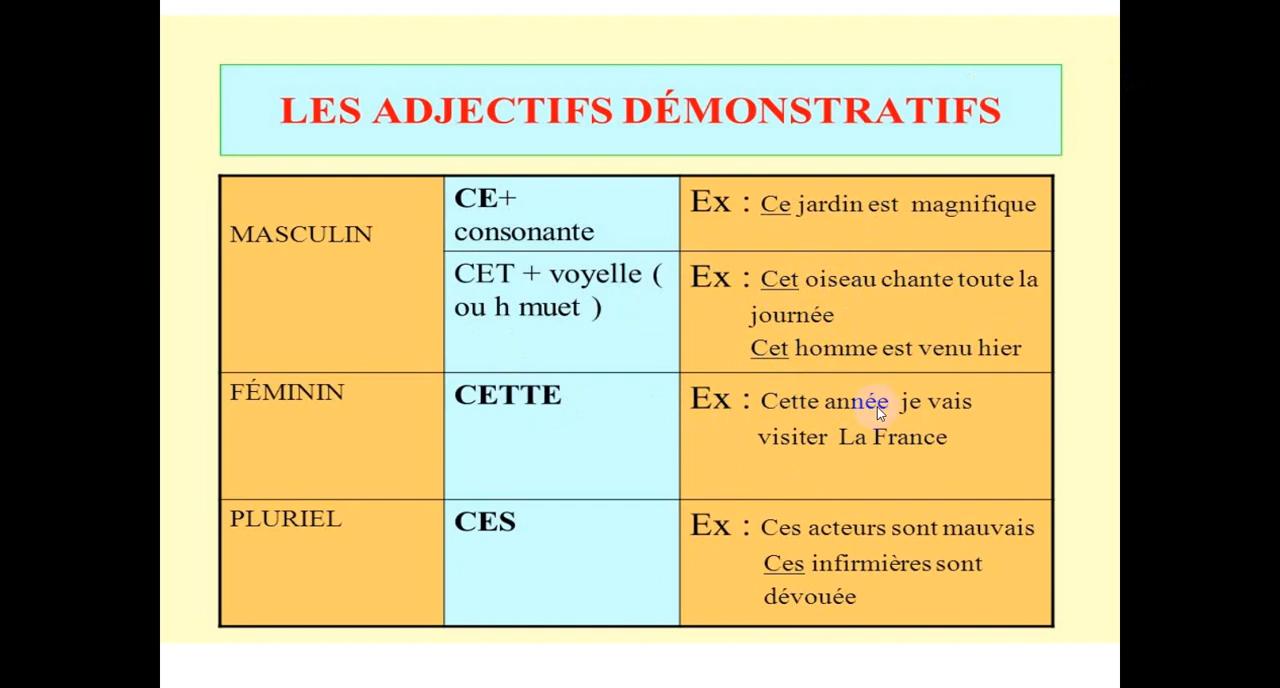 LES ADJECTIFS DÉMONSTRATIFS
MASCULIN
CE+
consonante
Ex : Ce jardin est magnifique
CET + voyelle (
ou h muet )
Ex : Cet oiseau chante toute la
journée
Cet homme est venu hier
FÉMININ
CETTE
Ex : Cette année je vais
visiter La France
PLURIEL
CES
Ex : Ces acteurs sont mauvais
Ces infirmières sont
dévouée